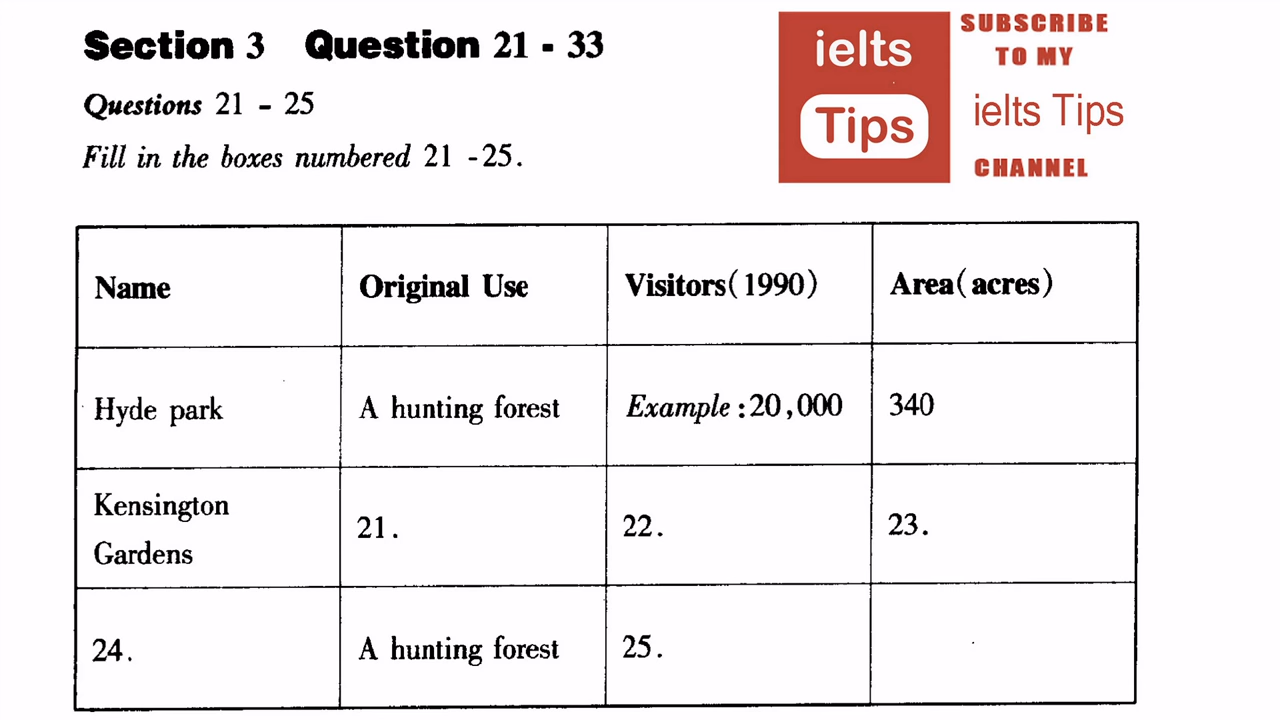 Section 3 Question 21 - 33
Questions 21 - 25
Fill in the boxes numbered 21 -25.
ielts
Tips
SUBSCRIBE
TO MY
ielts Tips
CHANNEL
Name Original Use Visitors(1990) Area(acres)
Hyde park A hunting forest Example:20,000 340
Kensington
Gardens 21. 22. 23.
24. A hunting forest 25.